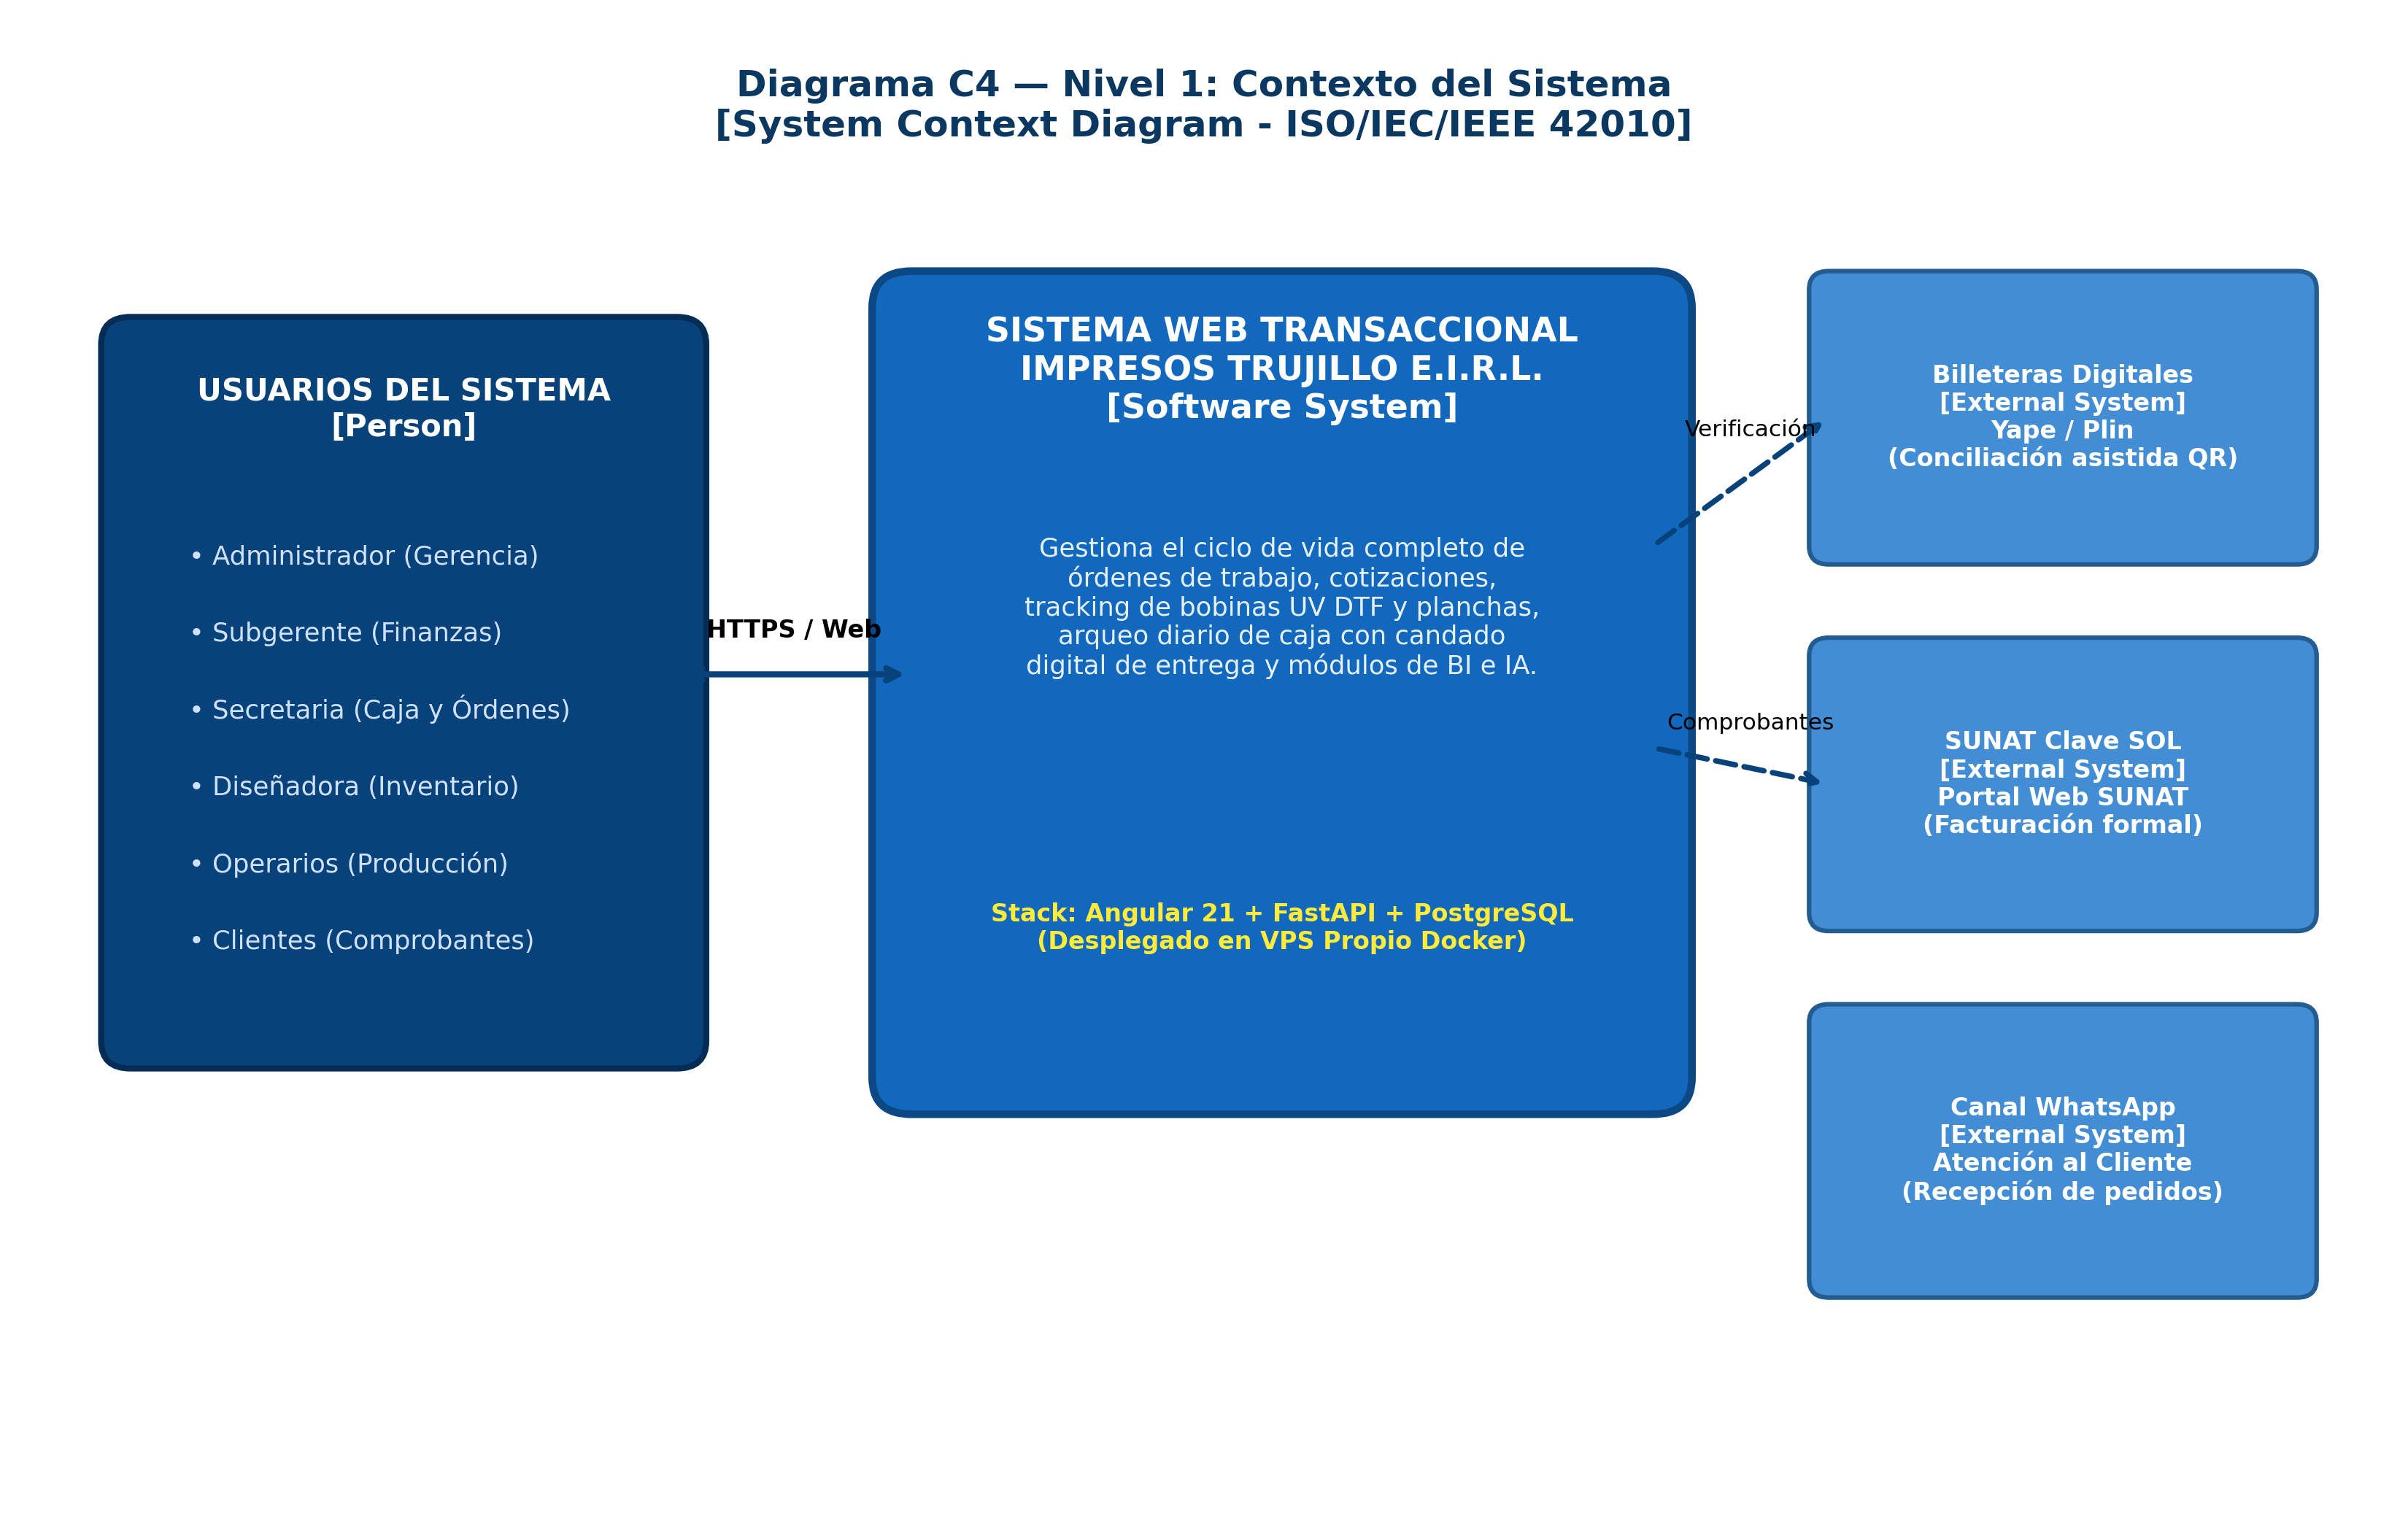 Diagrama C4 — Nivel 1: Contexto del Sistema
[System Context Diagram - ISO/IEC/IEEE 42010]
USUARIOS DEL SISTEMA
[Person]
• Administrador (Gerencia)
• Subgerente (Finanzas)
• Secretaria (Caja y Órdenes)
• Diseñadora (Inventario)
• Operarios (Producción)
• Clientes (Comprobantes)
HTTPS / Web
SISTEMA WEB TRANSACCIONAL
IMPRESOS TRUJILLO E.I.R.L.
[Software System]
Gestiona el ciclo de vida completo de
órdenes de trabajo, cotizaciones,
tracking de bobinas UV DTF y planchas,
arqueo diario de caja con candado
digital de entrega y módulos de BI e IA.
Stack: Angular 21 + FastAPI + PostgreSQL
(Desplegado en VPS Propio Docker)
Verificación
Billeteras Digitales
[External System]
Yape / Plin
(Conciliación asistida QR)
Comprobantes
SUNAT Clave SOL
[External System]
Portal Web SUNAT
(Facturación formal)
Canal WhatsApp
[External System]
Atención al Cliente
(Recepción de pedidos)